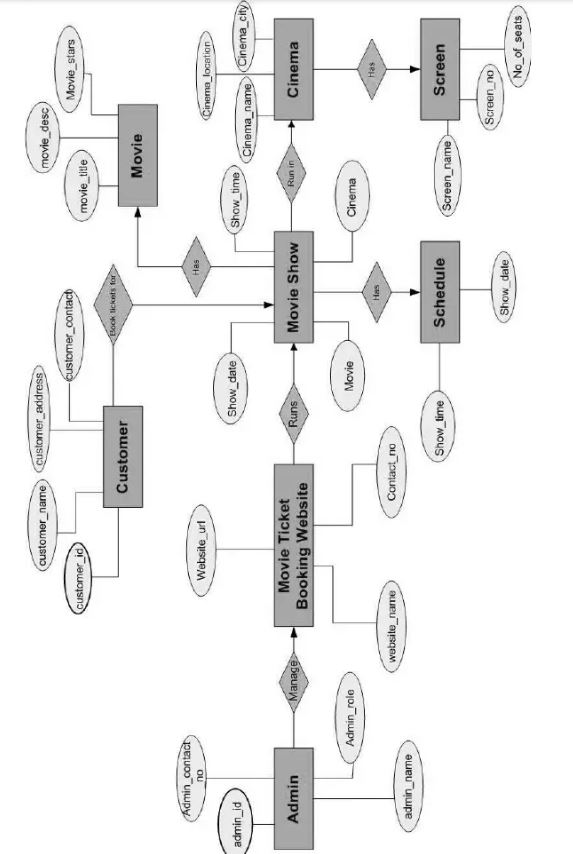 customer_name
customer_address
movie_desc
customer_id
customer_contact
movie_title
Movie_stars
Customer
Book tickets for
Movie
Admin_contact
_no
Website_url
Has
Cinema_location
admin_id
Show_date
Show_time
Cinema_name
Cinema_city
Admin
Manage
Movie Ticket
Booking Website
Runs
Movie Show
Run in
Cinema
Admin_role
Movie
Cinema
website_name
Contact_no
Has
Has
admin_name
Show_time
Schedule
Screen_name
Screen
Screen_no
Show_date
No_of_seats